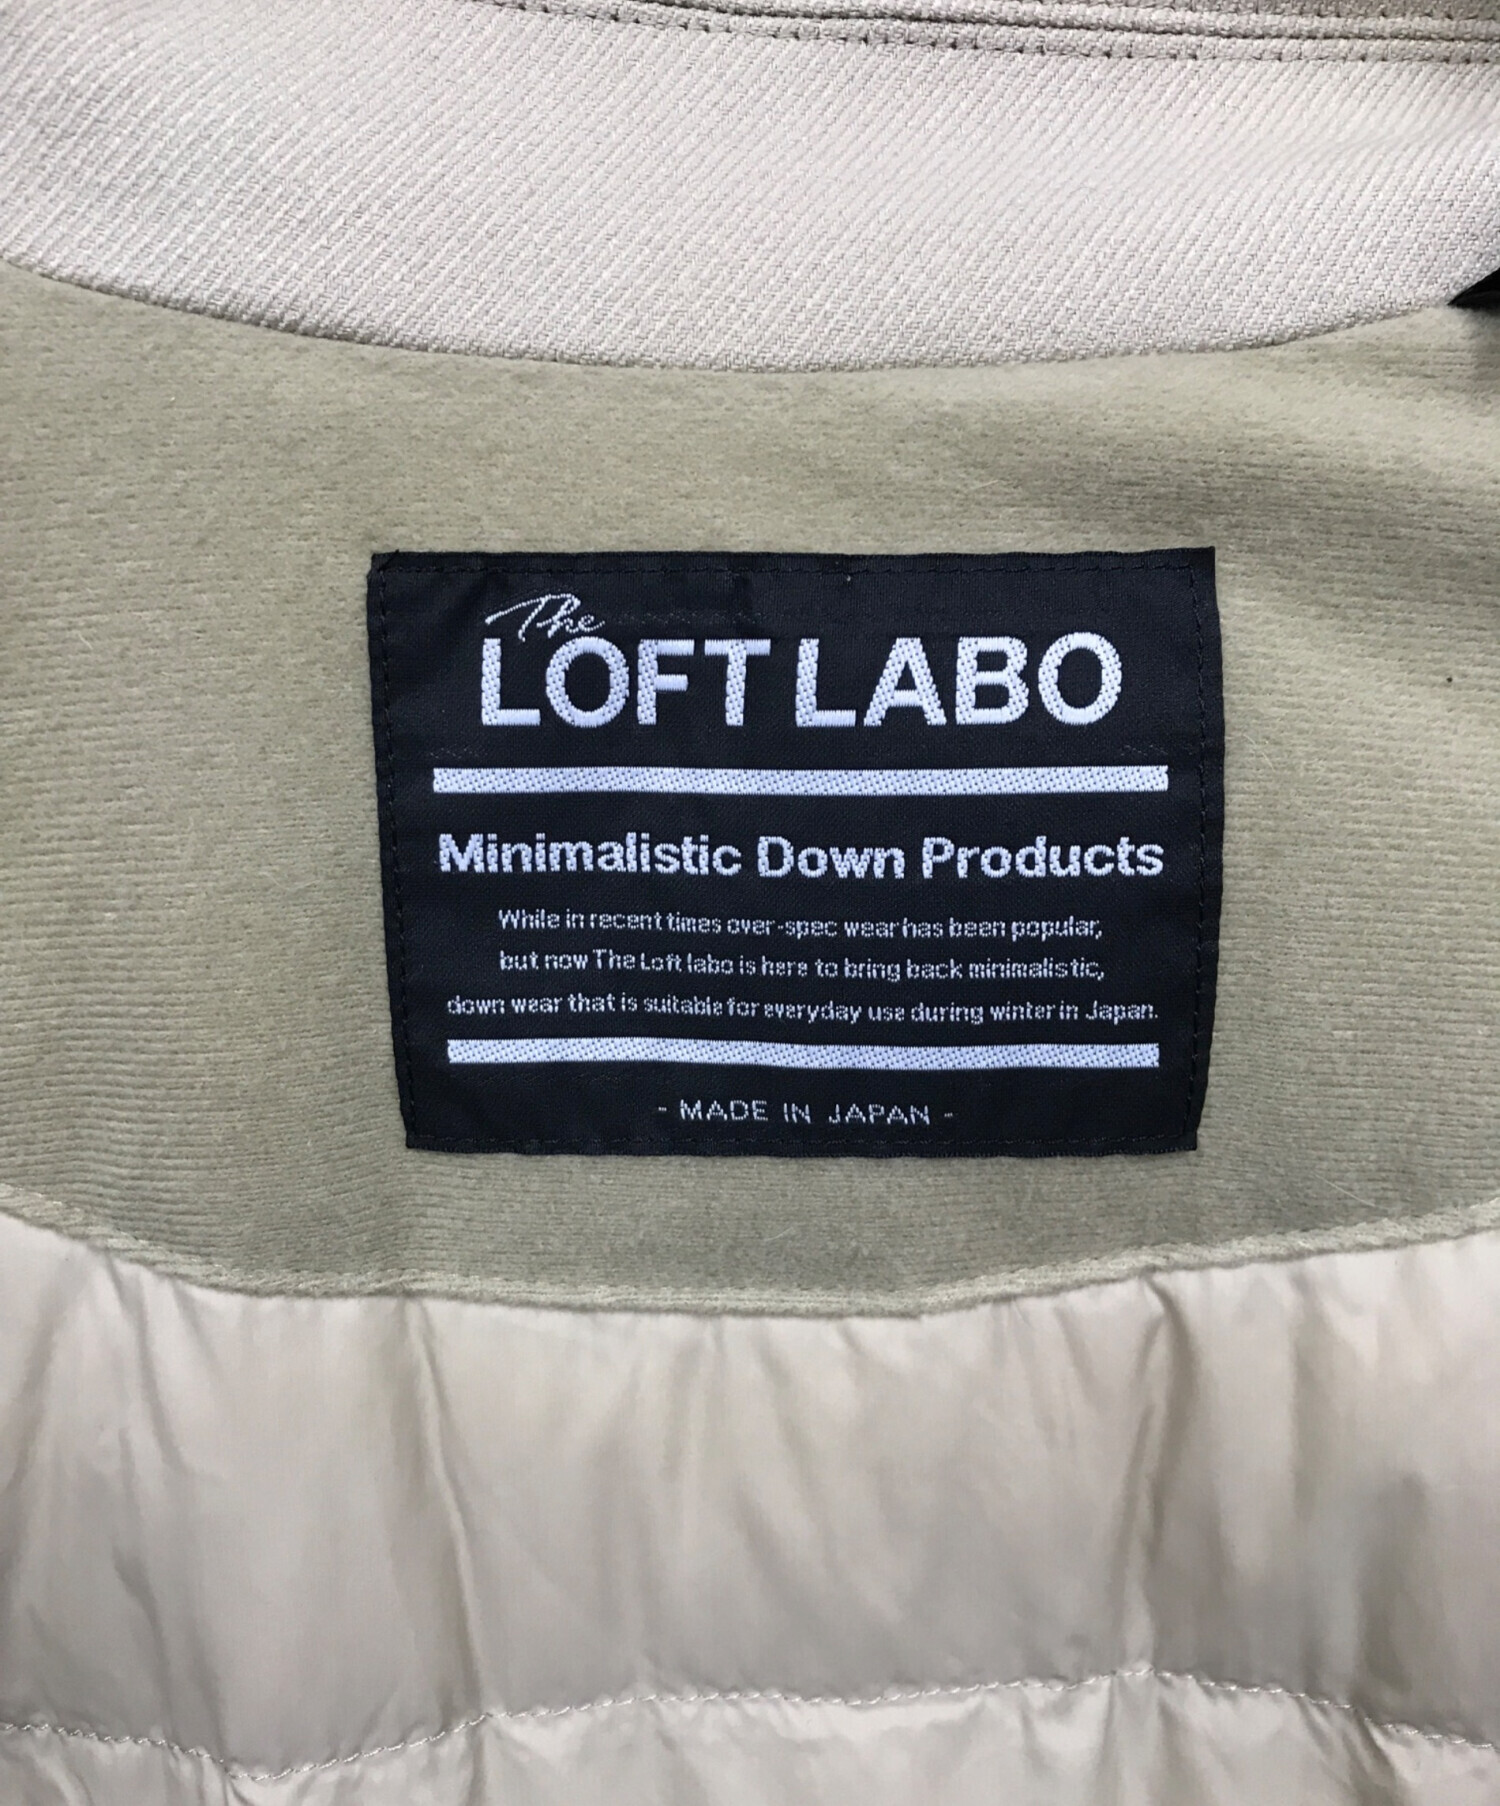 The
LOFT LABO
Minimalistic Down Products
While in recent times over-spec wear has been popular,
but now The Loft labo is here to bring back minimalistic,
down wear that is suitable for everyday use during winter in Japan.
- MADE IN JAPAN -